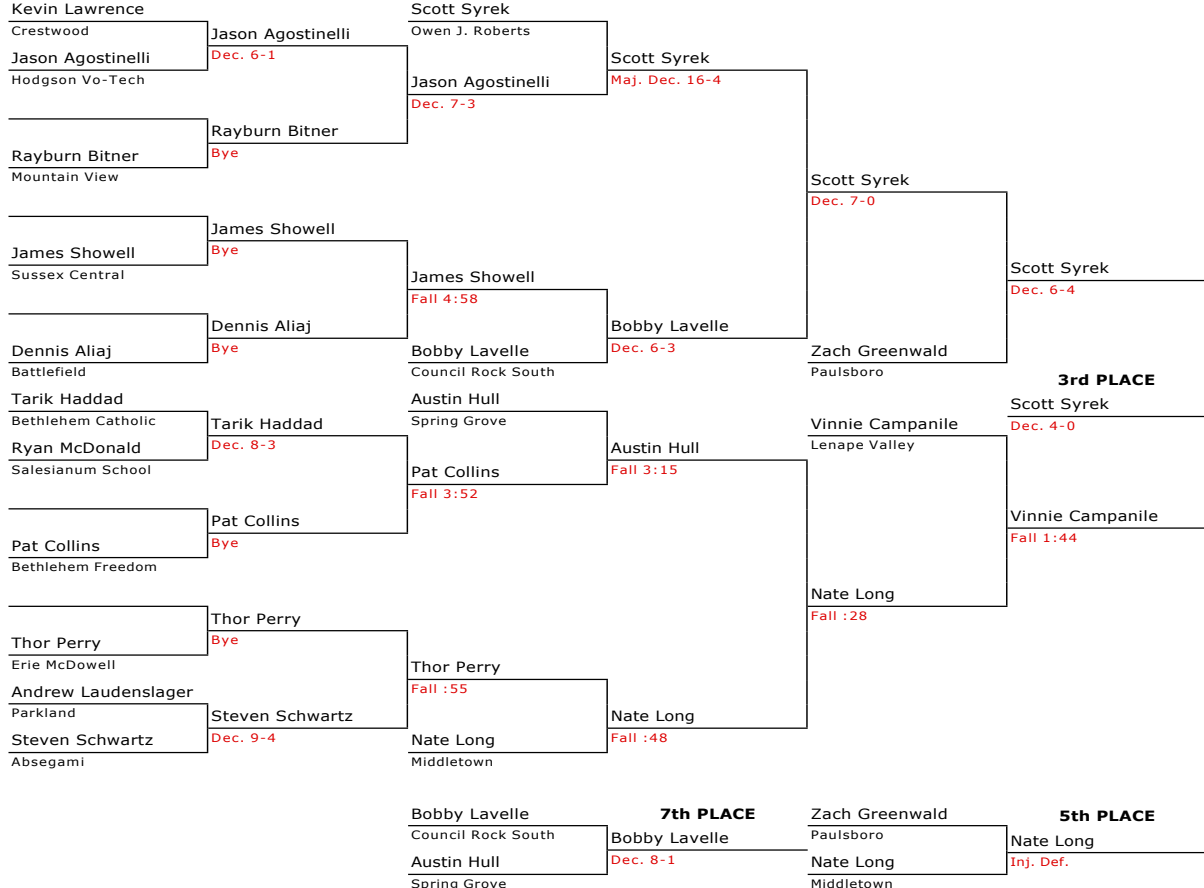 Kevin Lawrence
Crestwood
Jason Agostinelli
Dec. 6-1
Jason Agostinelli
Hodgson Vo-Tech
Rayburn Bitner
Bye
Rayburn Bitner
Mountain View
Scott Syrek
Owen J. Roberts
Jason Agostinelli
Dec. 7-3
Scott Syrek
Maj. Dec. 16-4
James Showell
Bye
James Showell
Sussex Central
James Showell
Fall 4:58
Dennis Aliaj
Bye
Dennis Aliaj
Battlefield
Bobby Lavelle
Council Rock South
Bobby Lavelle
Dec. 6-3
Scott Syrek
Dec. 7-0
Zach Greenwald
Paulsboro
Scott Syrek
Dec. 6-4
3rd PLACE
Scott Syrek
Dec. 4-0
Tarik Haddad
Bethlehem Catholic
Tarik Haddad
Dec. 8-3
Ryan McDonald
Salesianum School
Pat Collins
Bye
Pat Collins
Bethlehem Freedom
Austin Hull
Spring Grove
Pat Collins
Fall 3:52
Austin Hull
Fall 3:15
Vinnie Campanile
Lenape Valley
Vinnie Campanile
Fall 1:44
Nate Long
Fall :28
Thor Perry
Bye
Thor Perry
Erie McDowell
Thor Perry
Fall :55
Andrew Laudenslager
Parkland
Steven Schwartz
Dec. 9-4
Steven Schwartz
Absegami
Nate Long
Middletown
Nate Long
Fall :48
Bobby Lavelle
Council Rock South
7th PLACE
Bobby Lavelle
Dec. 8-1
Austin Hull
Spring Grove
Zach Greenwald
Paulsboro
5th PLACE
Nate Long
Inj. Def.
Nate Long
Middletown